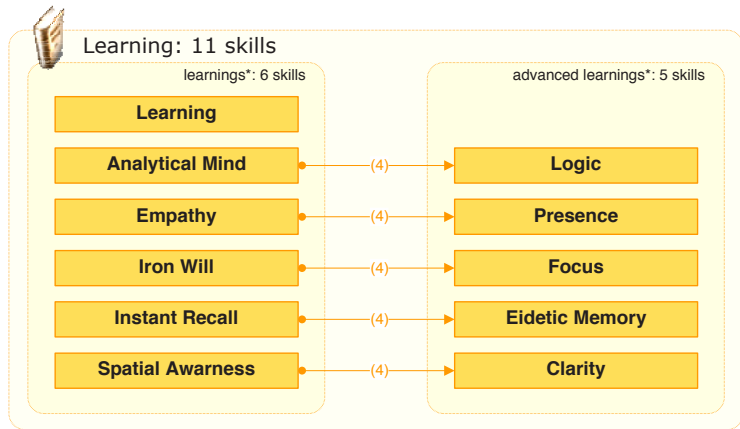 Learning: 11 skills
learnings*: 6 skills
advanced learnings*: 5 skills
Learning
Analytical Mind
(4)
Logic
Empathy
(4)
Presence
Iron Will
(4)
Focus
Instant Recall
(4)
Eidetic Memory
Spatial Awarness
(4)
Clarity